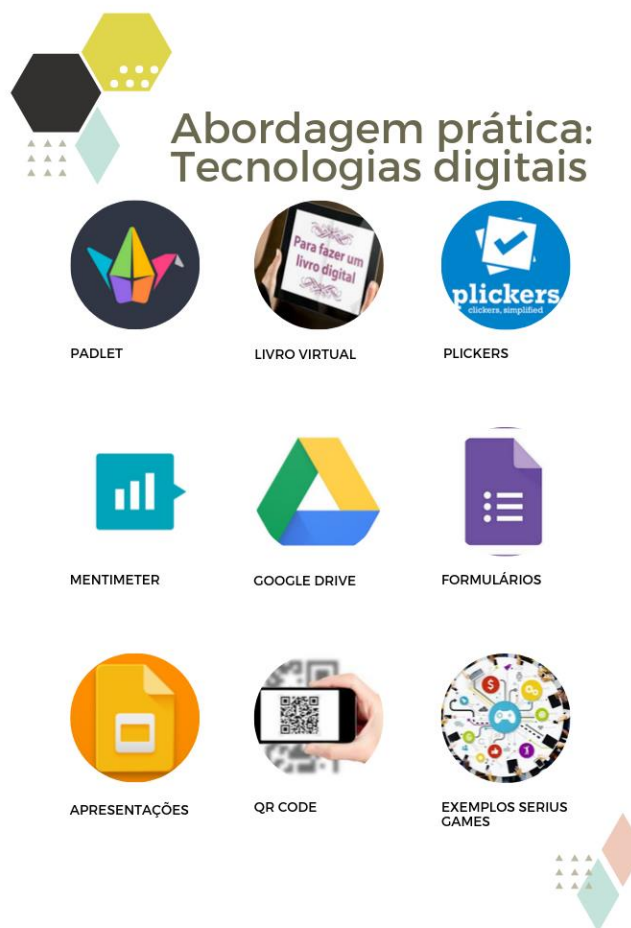 Abordagem prática:
Tecnologias digitais
Para fazer um
livro digital
plickers
clickers, simplified
PADLET
LIVRO VIRTUAL
PLICKERS
MENTIMETER
GOOGLE DRIVE
FORMULÁRIOS
$
APRESENTAÇÕES
QR CODE
EXEMPLOS SERIUS
GAMES